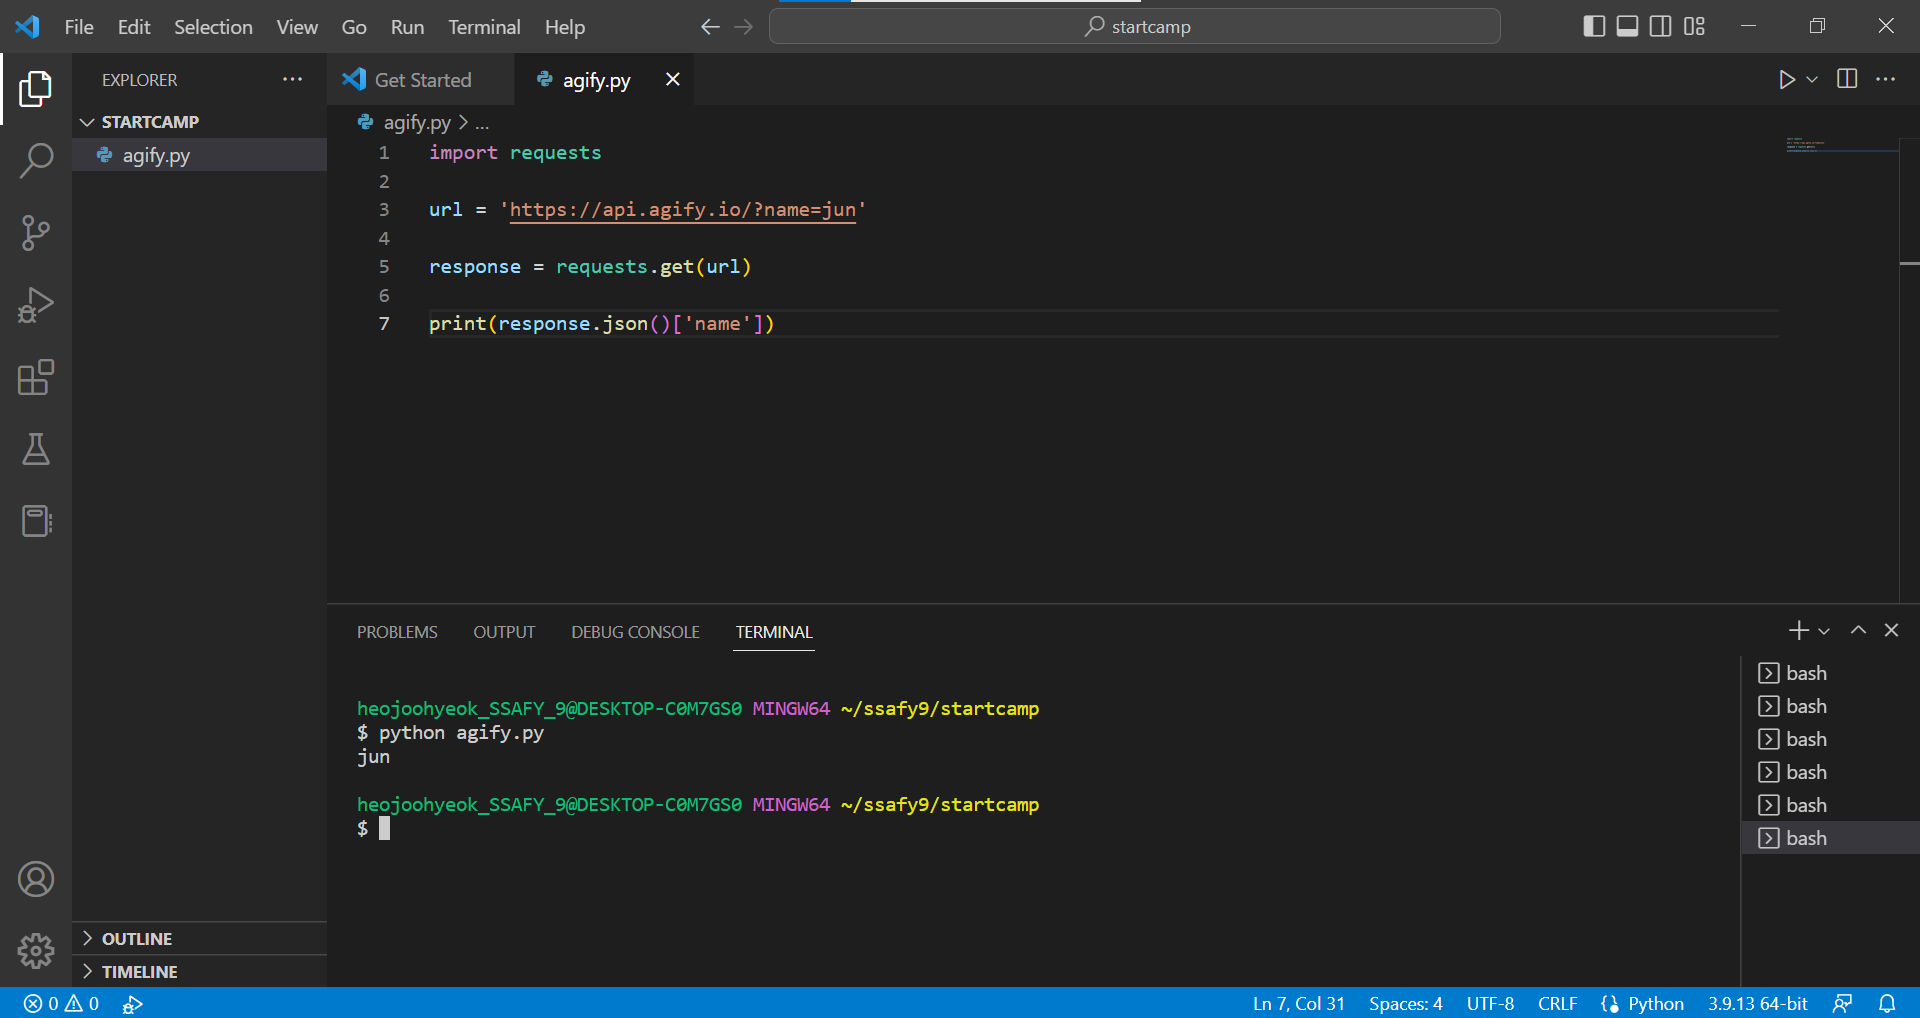 File Edit Selection View Go Run Terminal Help
startcamp
EXPLORER
STARTCAMP
agify.py
OUTLINE
TIMELINE
Get Started
agify.py
agify.py > ...
1 import requests
2
3 url = 'https://api.agify.io/?name=jun'
4
5 response = requests.get(url)
6
7 print(response.json()['name'])
PROBLEMS OUTPUT DEBUG CONSOLE TERMINAL
heojoohyeok_SSAFY_9@DESKTOP-C0M7GS0 MINGW64 ~/ssafy9/startcamp
$ python agify.py
jun
heojoohyeok_SSAFY_9@DESKTOP-C0M7GS0 MINGW64 ~/ssafy9/startcamp
$
bash
bash
bash
bash
bash
bash
0 0
Ln 7, Col 31 Spaces: 4 UTF-8 CRLF Python 3.9.13 64-bit